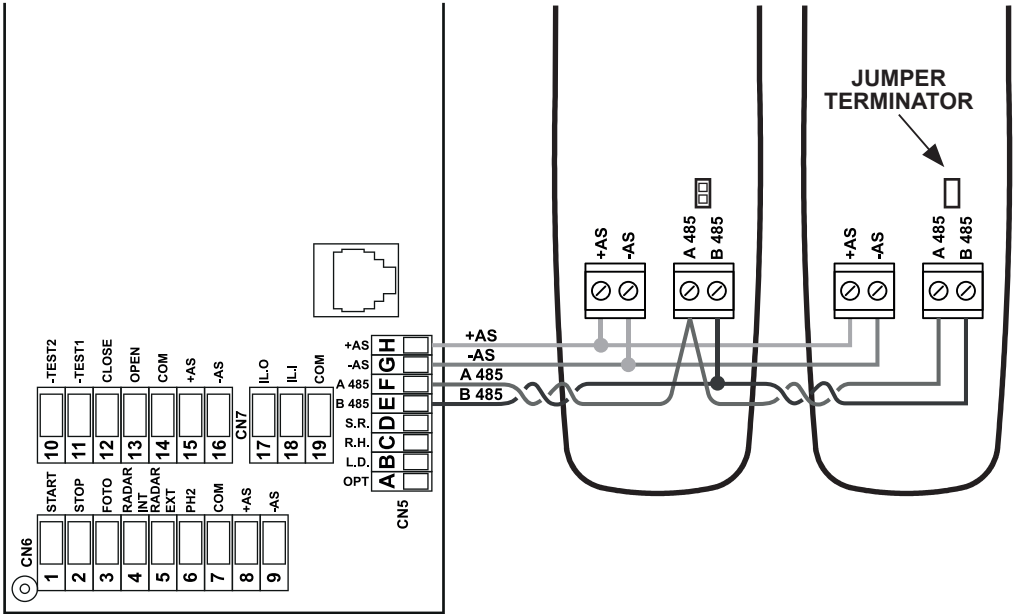 JUMPER
TERMINATOR
+AS
-AS
A 485
B 485
+AS
-AS
A 485
B 485
+AS
-AS
A 485
B 485
+AS H
-AS G
A 485 F
B 485 E
S.R. D
R.H. C
L.D. B
OPT A
CN5
-TEST2
-TEST1
CLOSE
OPEN
COM
+AS
-AS
10
11
12
13
14
15
16
CN7
IL.O
IL.I
COM
17
18
19
CN6
START
STOP
FOTO
RADAR
INT
RADAR
EXT
PH2
COM
+AS
-AS
1
2
3
4
5
6
7
8
9